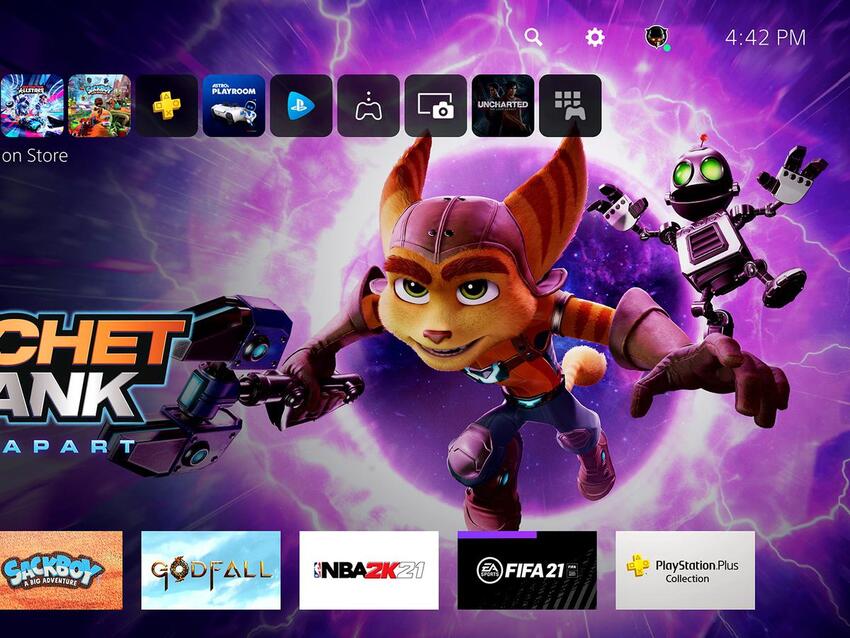 4:42 PM
ALLSTARS
SACKBOY
ASTRO's
PLAYROOM
UNCHARTED
on Store
CHET
ANK
APART
SACKBOY
A BIG ADVENTURE
GODFALL
NBA2K21
EA
SPORTS
FIFA 21
PlayStation.Plus
Collection